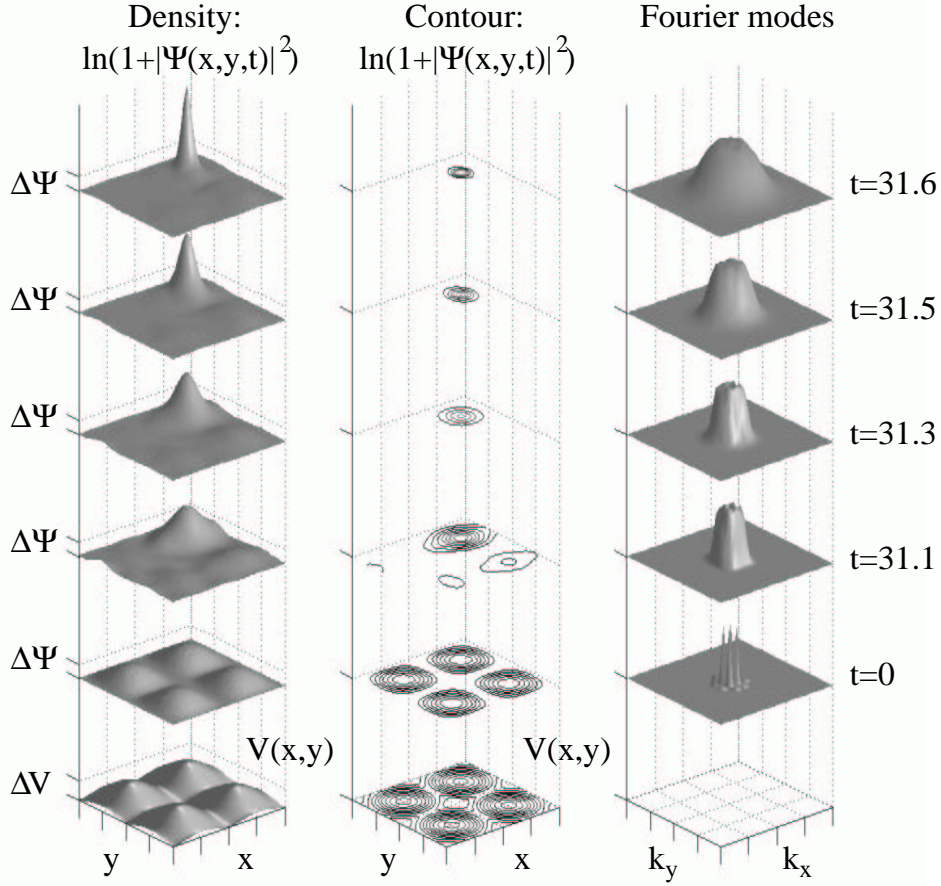 Density:
ln(1+|Ψ(x,y,t)|²)
Contour:
ln(1+|Ψ(x,y,t)|²)
Fourier modes
ΔΨ
t=31.6
ΔΨ
t=31.5
ΔΨ
t=31.3
ΔΨ
t=31.1
ΔΨ
t=0
V(x,y)
V(x,y)
ΔV
y
x
y
x
k_y
k_x